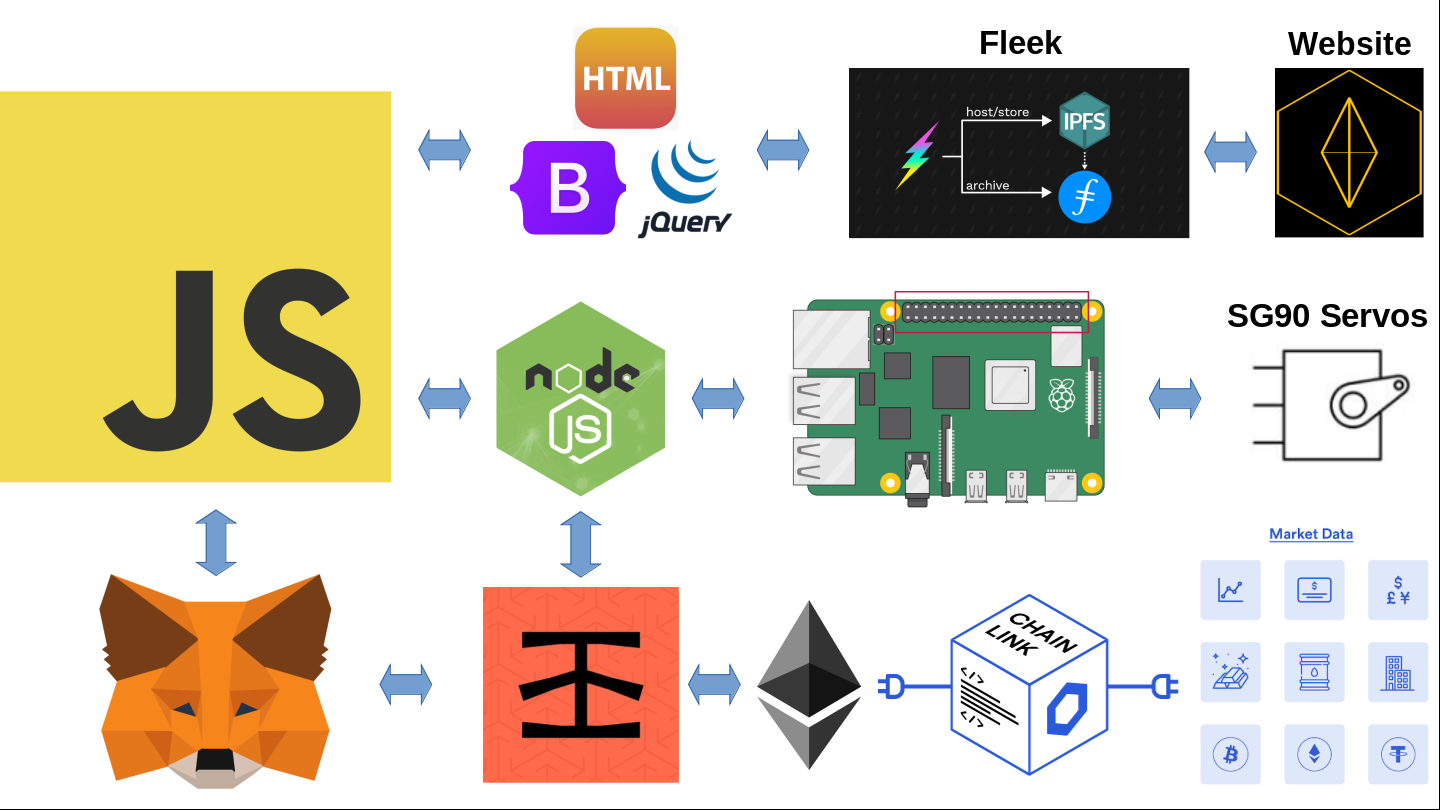 Fleek
Website
HTML
B
jQuery
host/store
IPFS
archive
JS
node
JS
SG90 Servos
Market Data
CHAIN
LINK
<I>
</I>
$
$
£ ¥